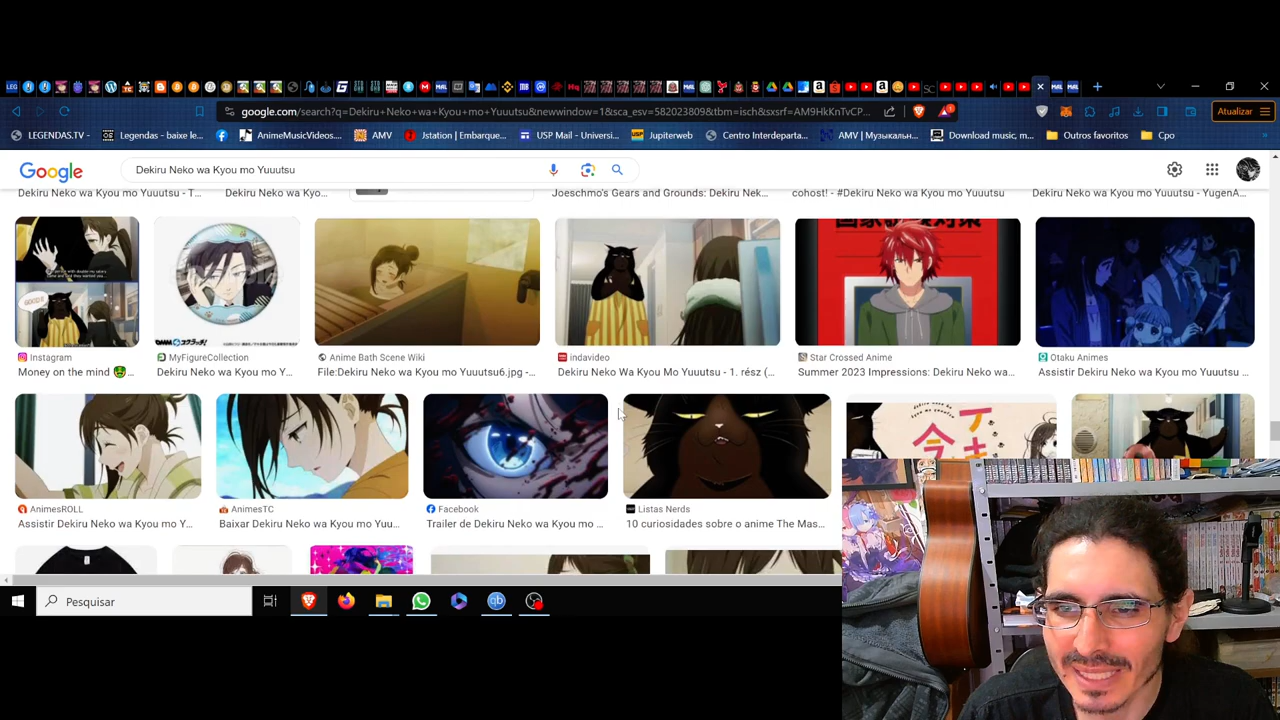 LEG
MAL
MAL
SC
MAL
MAL
google.com/search?q=Dekiru+Neko+wa+Kyou+mo+Yuuutsu&newwindow=1&sca_esv=582023809&tbm=isch&sxsrf=AM9HkKnTvCP...
Atualizar
LEGENDAS.TV -
Legendas - baixe le...
AnimeMusicVideos....
AMV
Jstation | Embarque...
USP Mail - Universi...
Jupiterweb
Centro Interdeparta...
AMV | Музыкальн...
Download music, m...
Outros favoritos
Cpo
Google
Dekiru Neko wa Kyou mo Yuuutsu
Dekiru Neko wa Kyou mo Yuuutsu - T...
Dekiru Neko wa Kyo...
Joeschmo's Gears and Grounds: Dekiru Nek...
cohost! - #Dekiru Neko wa Kyou mo Yuuutsu
Dekiru Neko wa Kyou mo Yuuutsu - YugenA...
GOOD!!
Instagram
MyFigureCollection
Anime Bath Scene Wiki
indavideo
Star Crossed Anime
Otaku Animes
Money on the mind 🤑...
Dekiru Neko wa Kyou mo Y...
File:Dekiru Neko wa Kyou mo Yuuutsu6.jpg -...
Dekiru Neko Wa Kyou Mo Yuuutsu - 1. rész (...
Summer 2023 Impressions: Dekiru Neko wa...
Assistir Dekiru Neko wa Kyou mo Yuuutsu ...
AnimesROLL
AnimesTC
Facebook
Listas Nerds
Assistir Dekiru Neko wa Kyou mo Y...
Baixar Dekiru Neko wa Kyou mo Yuu...
Trailer de Dekiru Neko wa Kyou mo ...
10 curiosidades sobre o anime The Mas...
Pesquisar